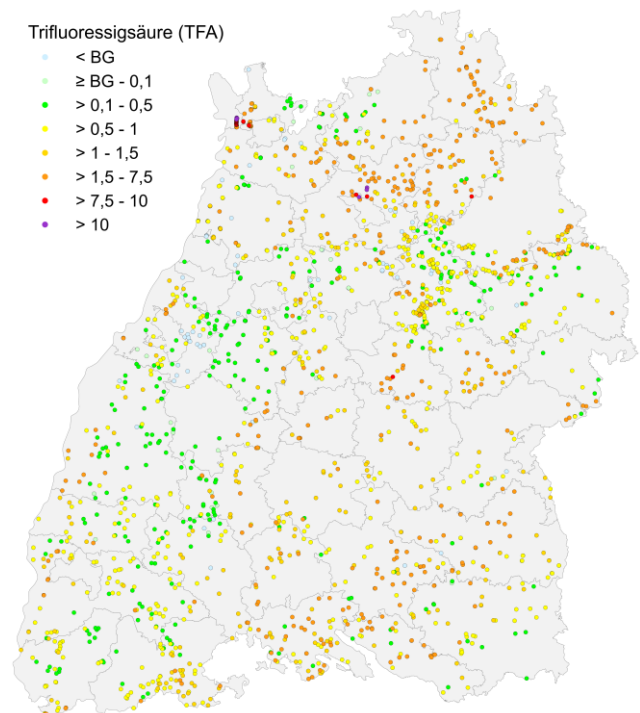 Trifluoressigsäure (TFA)
< BG
≥ BG - 0,1
> 0,1 - 0,5
> 0,5 - 1
> 1 - 1,5
> 1,5 - 7,5
> 7,5 - 10
> 10